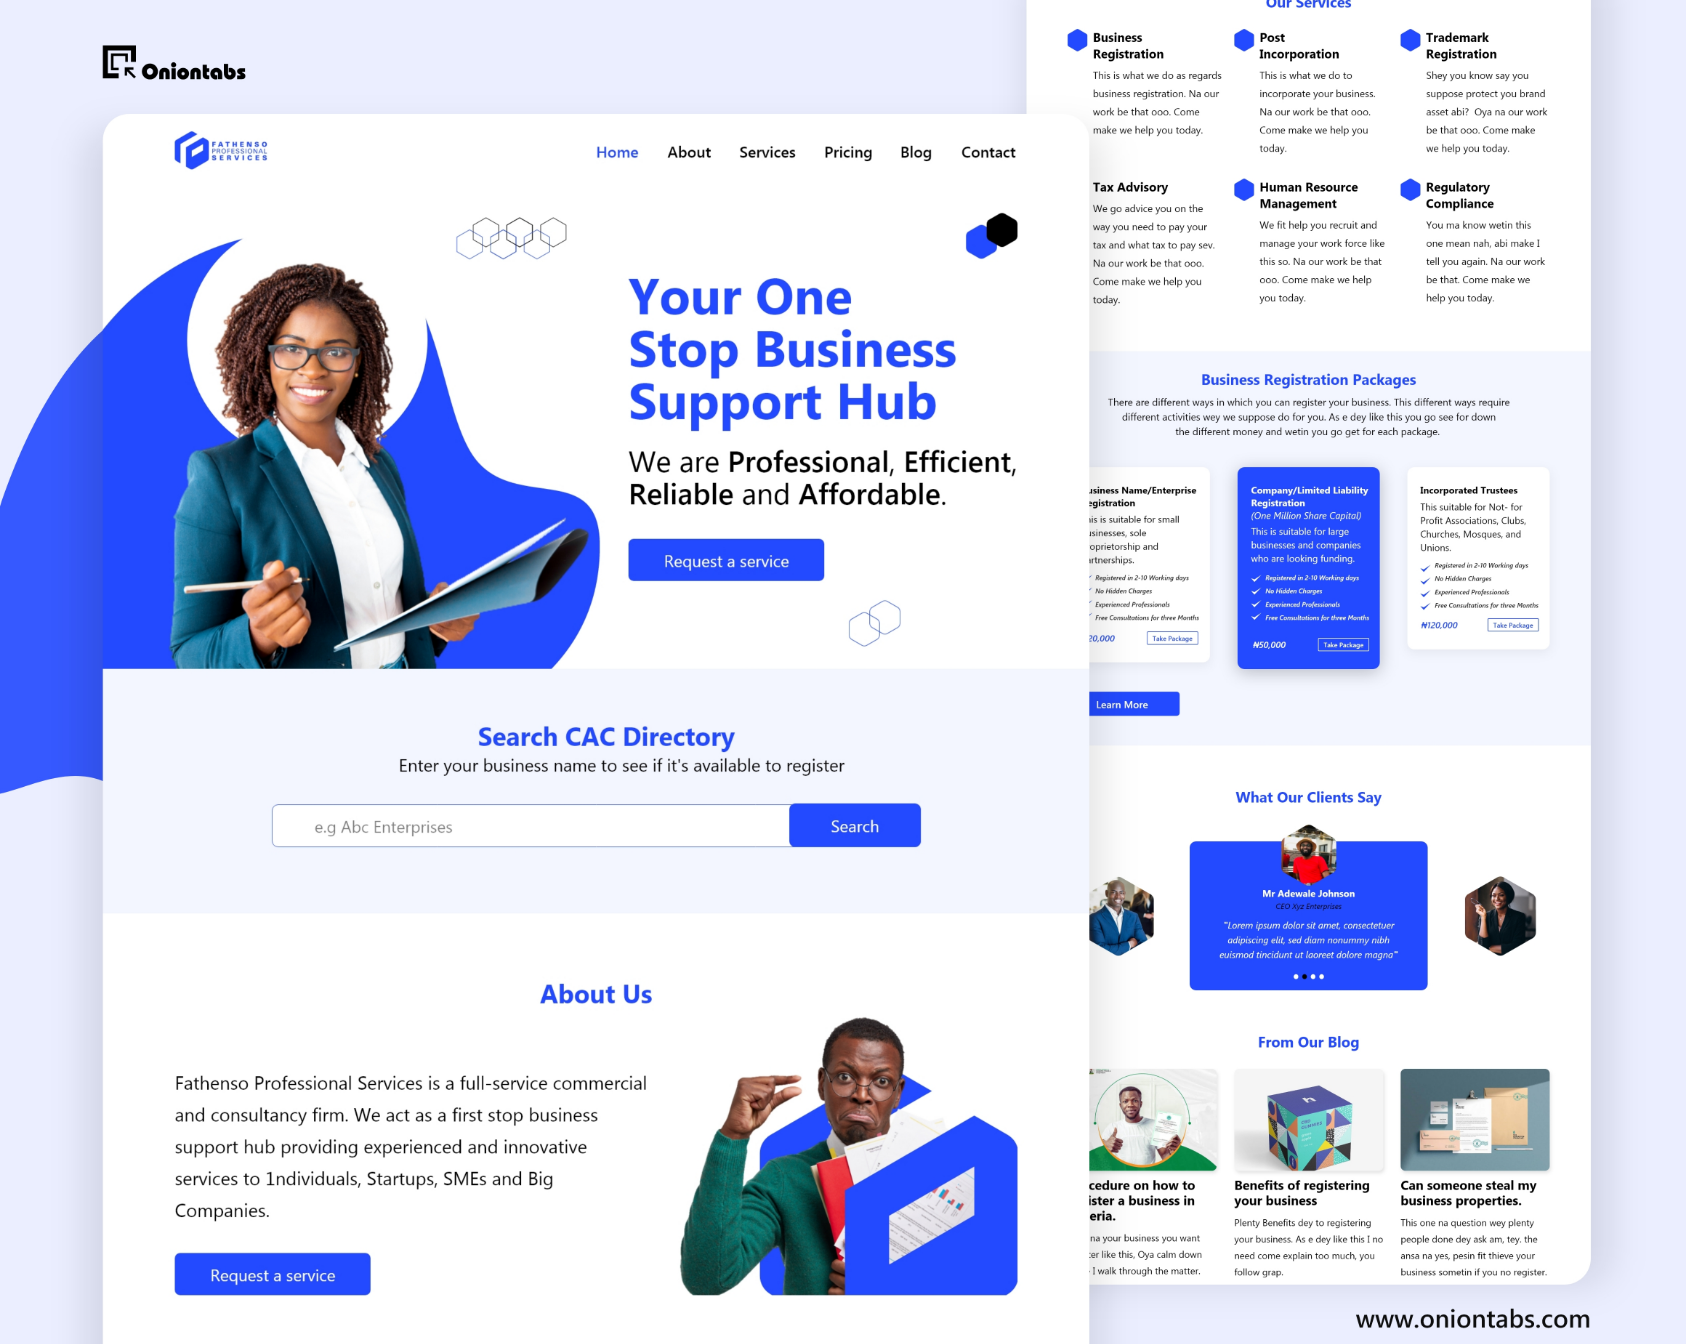 Oniontabs
FATHENSO
PROFESSIONAL
SERVICES
Home About Services Pricing Blog Contact
Your One
Stop Business
Support Hub
We are Professional, Efficient,
Reliable and Affordable.
Request a service
Search CAC Directory
Enter your business name to see if it's available to register
e.g Abc Enterprises
Search
About Us
Fathenso Professional Services is a full-service commercial
and consultancy firm. We act as a first stop business
support hub providing experienced and innovative
services to 1ndividuals, Startups, SMEs and Big
Companies.
Request a service
Our Services
Business
Registration
This is what we do as regards
business registration. Na our
work be that ooo. Come
make we help you today.
Post
Incorporation
This is what we do to
incorporate your business.
Na our work be that ooo.
Come make we help you
today.
Trademark
Registration
Shey you know say you
suppose protect you brand
asset abi? Oya na our work
be that ooo. Come make
we help you today.
Tax Advisory
We go advice you on the
way you need to pay your
tax and what tax to pay sev.
Na our work be that ooo.
Come make we help you
today.
Human Resource
Management
We fit help you recruit and
manage your work force like
this so. Na our work be that
ooo. Come make we help
you today.
Regulatory
Compliance
You ma know wetin this
one mean nah, abi make I
tell you again. Na our work
be that. Come make we
help you today.
Business Registration Packages
There are different ways in which you can register your business. This different ways require
different activities wey we suppose do for you. As e dey like this you go see for down
the different money and wetin you go get for each package.
usiness Name/Enterprise
egistration
is is suitable for small
usinesses, sole
oprietorship and
rtnerships.
Registered in 2-10 Working days
No Hidden Charges
Experienced Professionals
Free Consultations for three Months
20,000
Take Package
Company/Limited Liability
Registration
(One Million Share Capital)
This is suitable for large
businesses and companies
who are looking funding.
Registered in 2-10 Working days
No Hidden Charges
Experienced Professionals
Free Consultations for three Months
₦50,000
Take Package
Incorporated Trustees
This suitable for Not- for
Profit Associations, Clubs,
Churches, Mosques, and
Unions.
Registered in 2-10 Working days
No Hidden Charges
Experienced Professionals
Free Consultations for three Months
₦120,000
Take Package
Learn More
What Our Clients Say
Mr Adewale Johnson
CEO Xyz Enterprises
"Lorem ipsum dolor sit amet, consectetuer
adipiscing elit, sed diam nonummy nibh
euismod tincidunt ut laoreet dolore magna"
From Our Blog
cedure on how to
ister a business in
eria.
na your business you want
er like this, Oya calm down
I walk through the matter.
Benefits of registering
your business
Plenty Benefits dey to registering
your business. As e dey like this I no
need come explain too much, you
follow grap.
Can someone steal my
business properties.
This one na question wey plenty
people done dey ask am, tey. the
ansa na yes, pesin fit thieve your
business sometin if you no register.
www.oniontabs.com